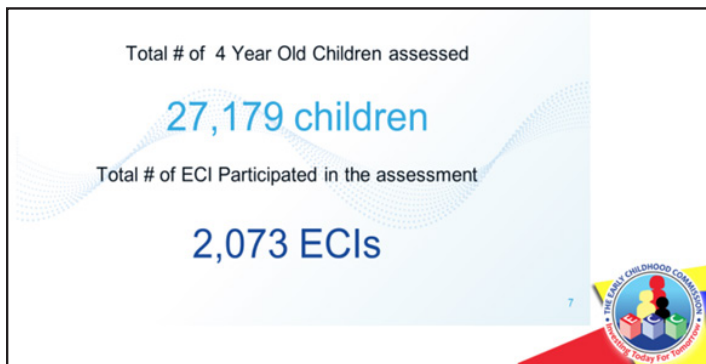 Total # of 4 Year Old Children assessed
27,179 children
Total # of ECI Participated in the assessment
2,073 ECIs
7
THE EARLY CHILDHOOD COMMISSION
E C C
Investing Today For Tomorrow